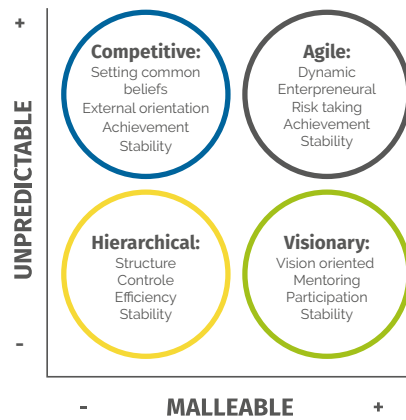 +
UNPREDICTABLE
-
Competitive:
Setting common
beliefs
External orientation
Achievement
Stability
Agile:
Dynamic
Enterpreneural
Risk taking
Achievement
Stability
Hierarchical:
Structure
Controle
Efficiency
Stability
Visionary:
Vision oriented
Mentoring
Participation
Stability
- MALLEABLE +